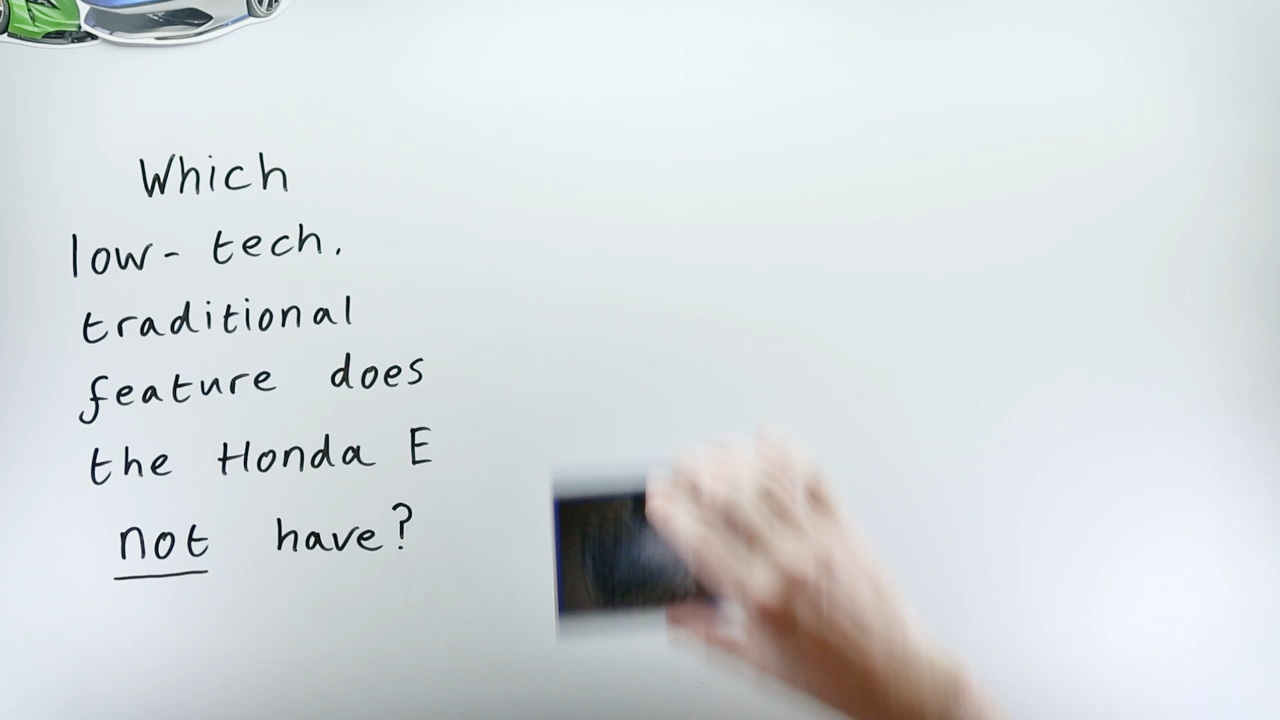 Which
low-tech.
traditional
feature does
the Honda E
not have?